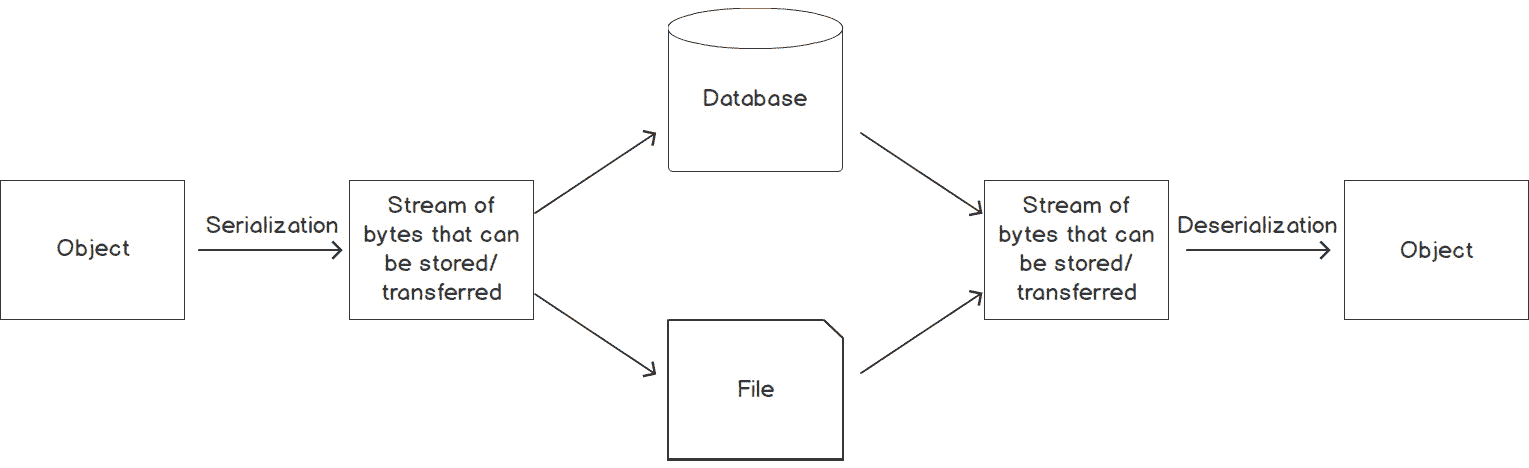 Object
Serialization
Stream of
bytes that can
be stored/
transferred
Database
File
Stream of
bytes that can
be stored/
transferred
Deserialization
Object